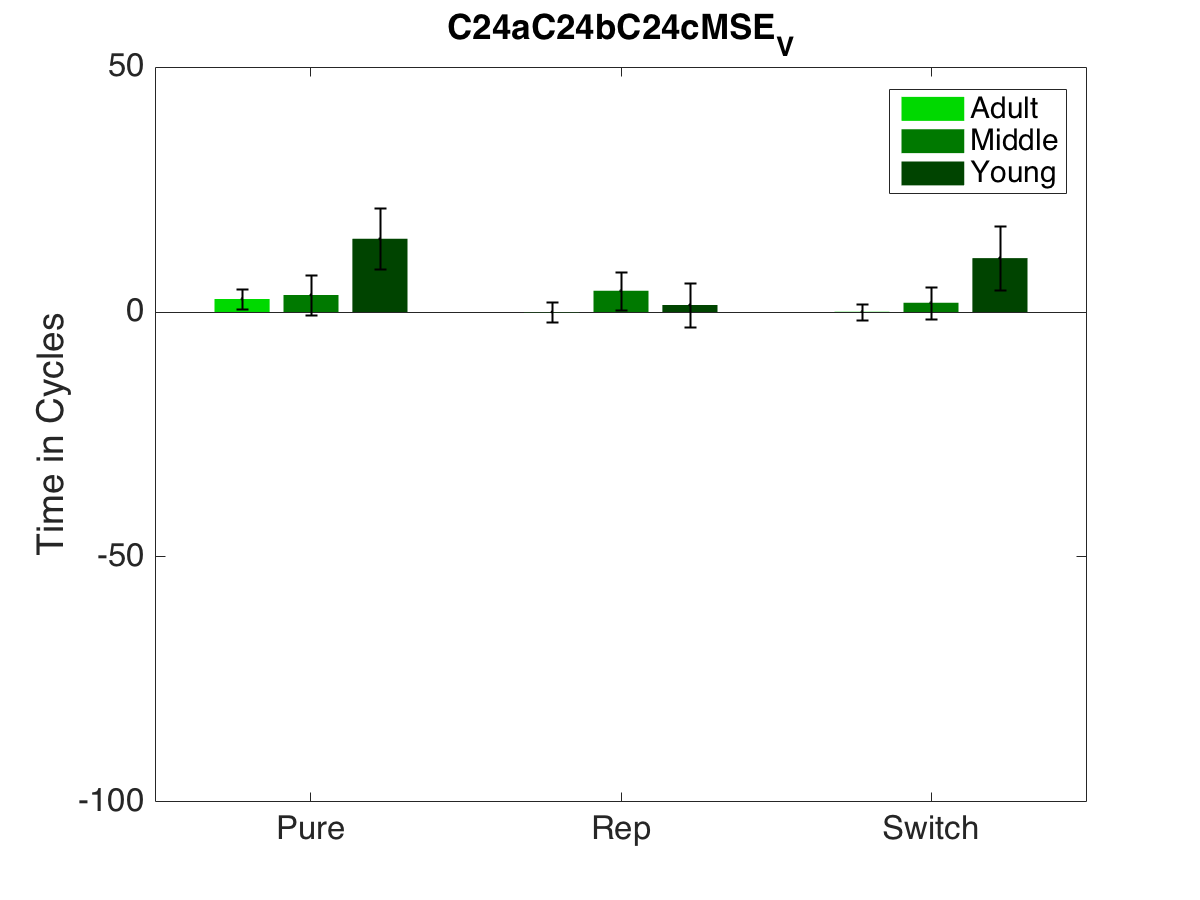 C24aC24bC24cMSE_V
50
0
-50
-100
Time in Cycles
Adult
Middle
Young
Pure
Rep
Switch